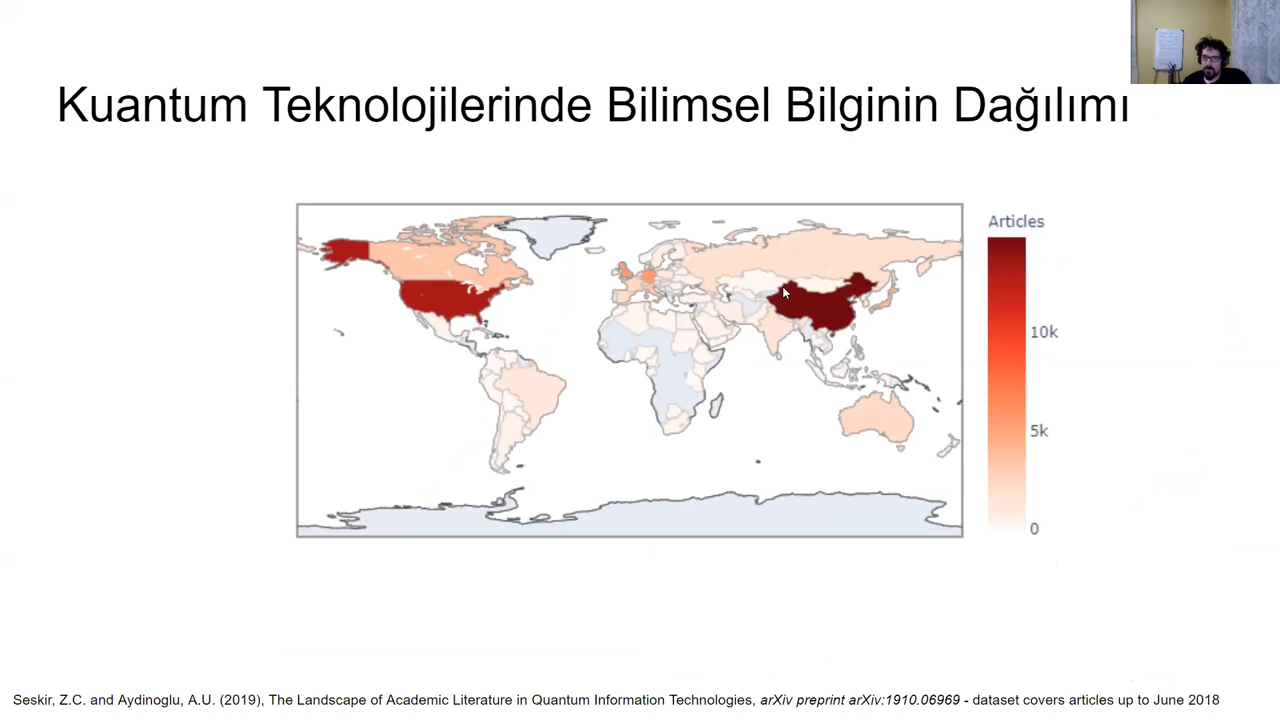 Kuantum Teknolojilerinde Bilimsel Bilginin Dağılımı
Articles
10k
5k
0
Seskir, Z.C. and Aydinoglu, A.U. (2019), The Landscape of Academic Literature in Quantum Information Technologies, arXiv preprint arXiv:1910.06969 - dataset covers articles up to June 2018